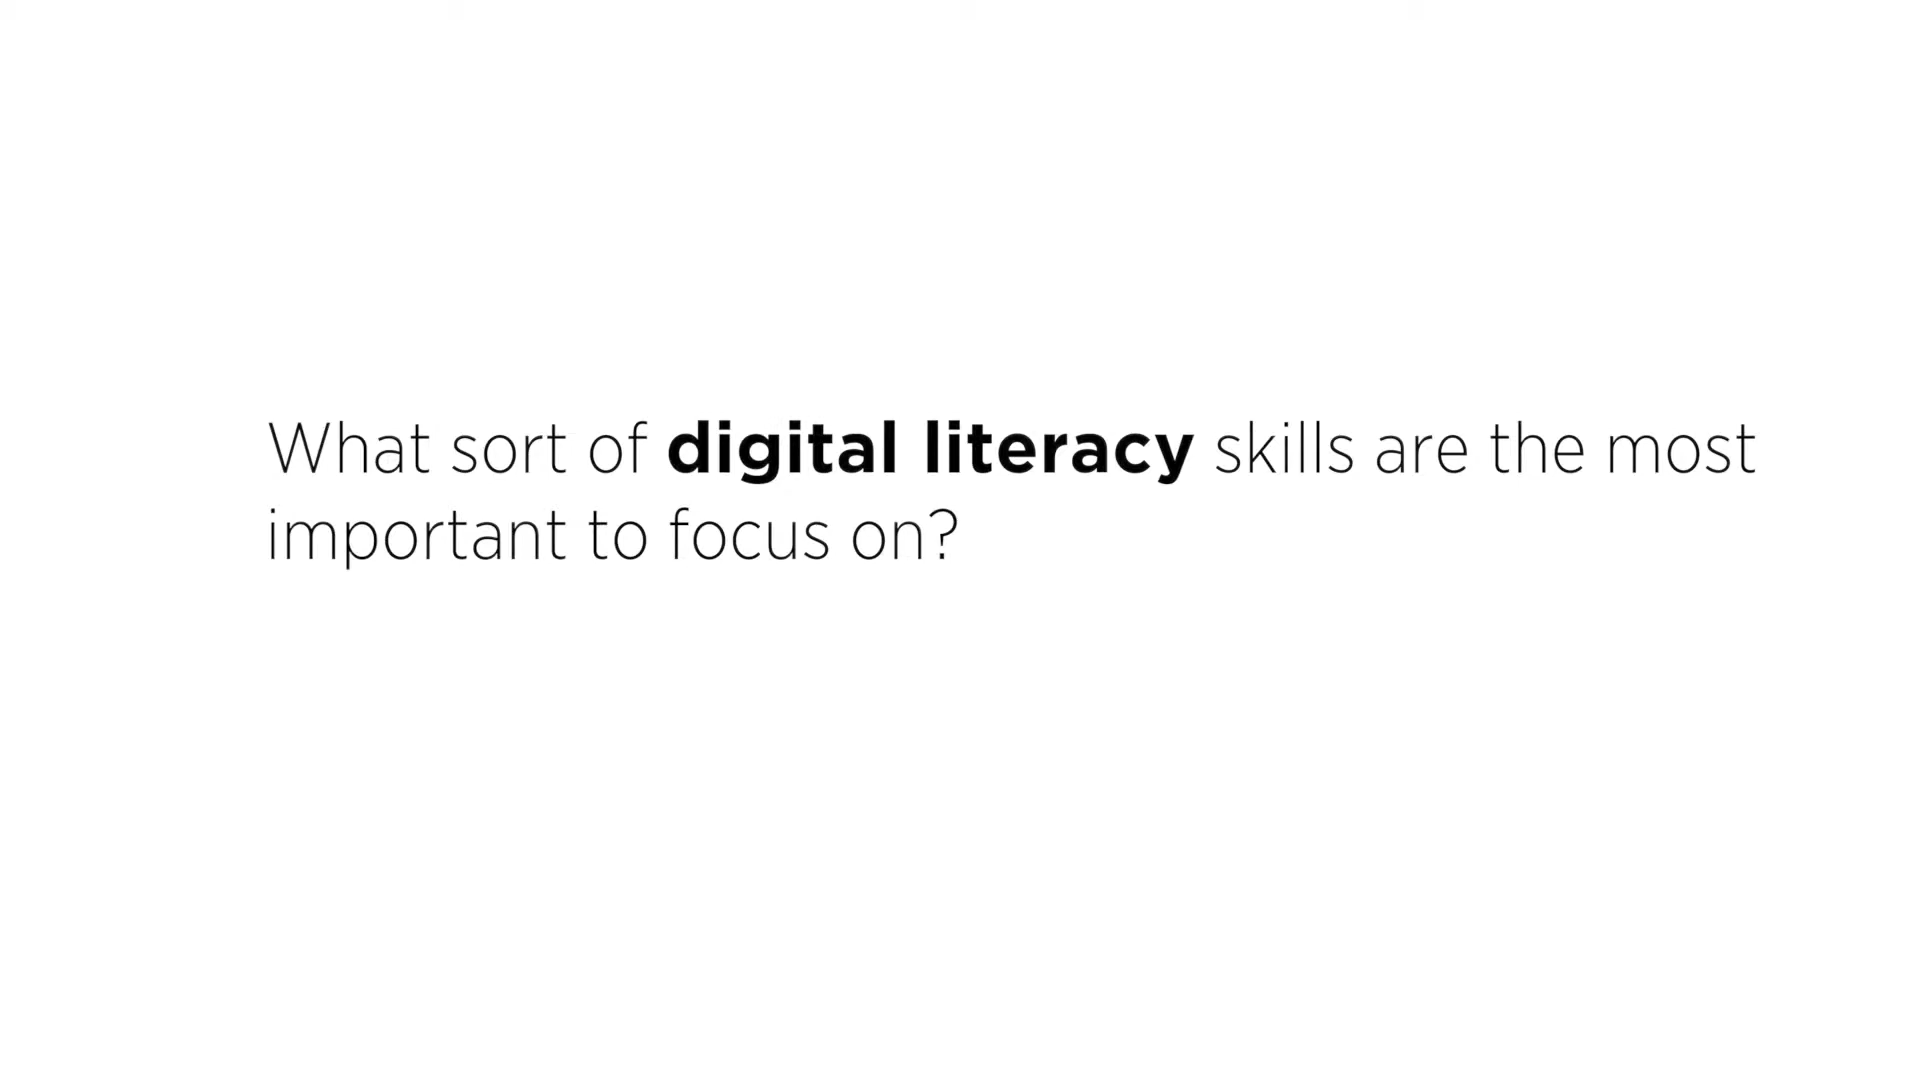 What sort of digital literacy skills are the most
important to focus on?